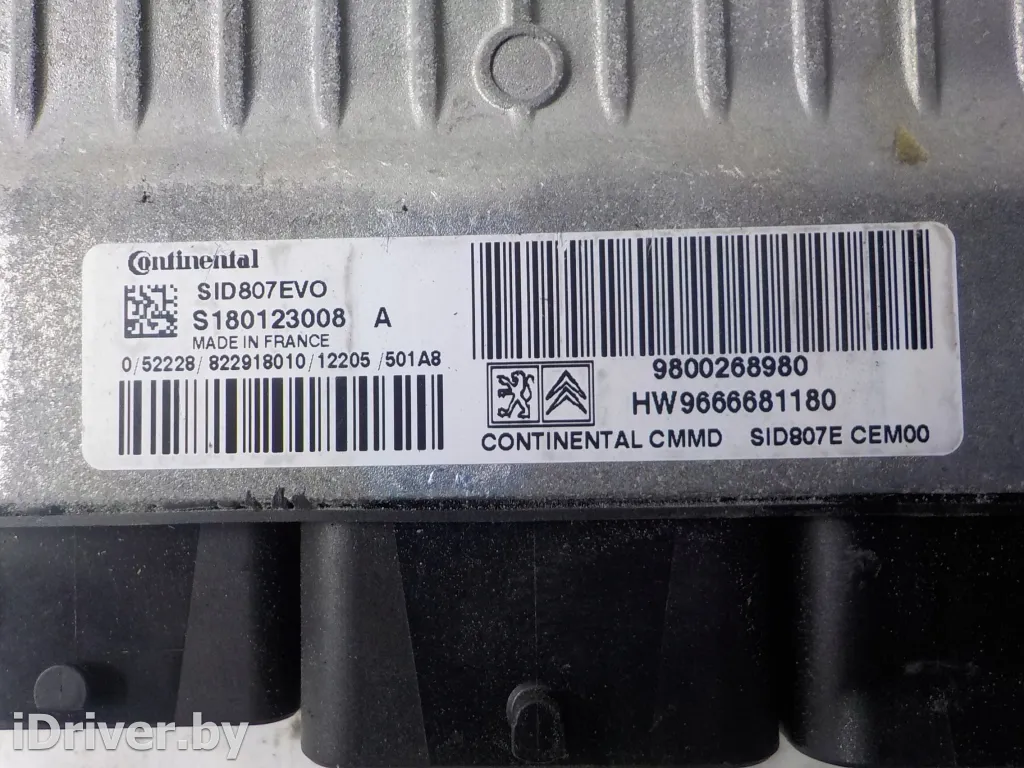 Continental
SID807EVO
S180123008 A
MADE IN FRANCE
0/52228/822918010/12205/501A8
9800268980
HW9666681180
CONTINENTAL CMMD SID807E CEM00
iDriver.by